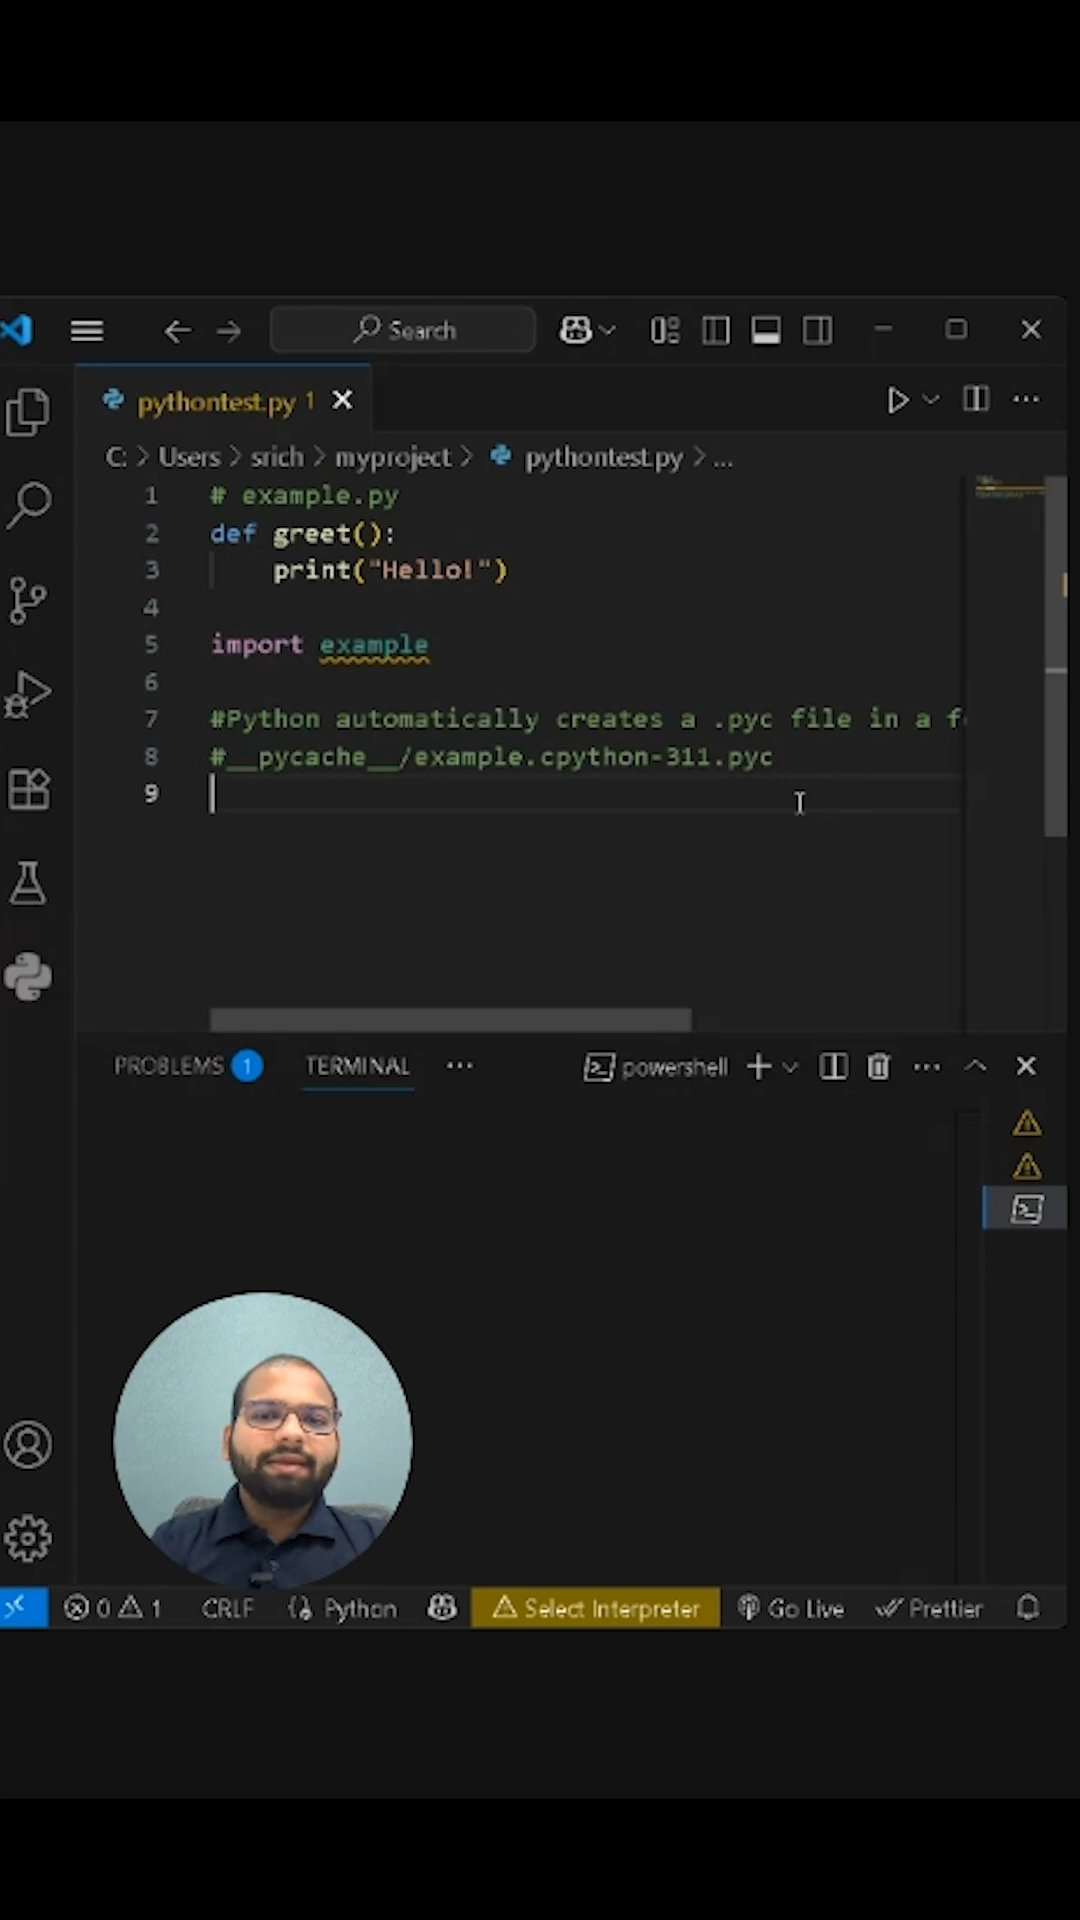 Search
pythontest.py 1
C: > Users > srich > myproject > pythontest.py > ...
1 # example.py
2 def greet():
3 print("Hello!")
4
5 import example
6
7 #Python automatically creates a .pyc file in a f
8 #__pycache__/example.cpython-311.pyc
9
PROBLEMS 1 TERMINAL ... powershell
0 1 CRLF Python Select Interpreter Go Live Prettier